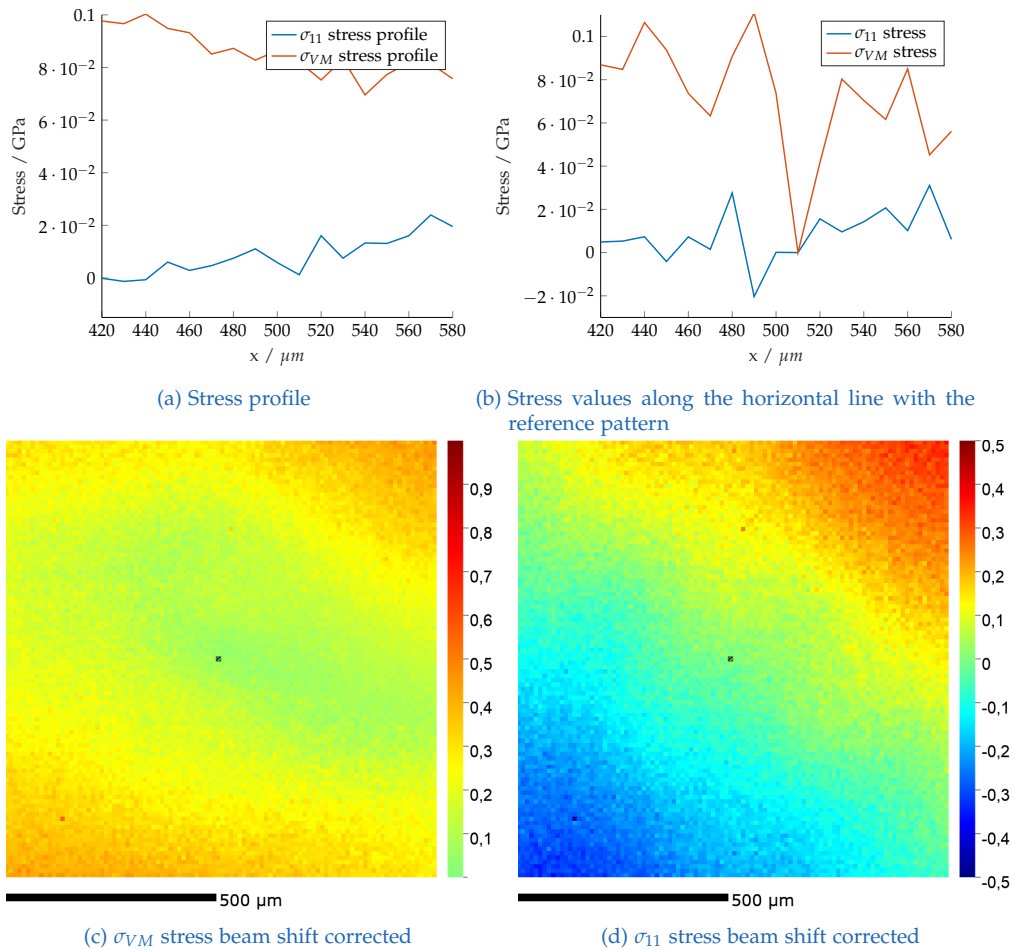 0.1
8 · 10⁻²
6 · 10⁻²
4 · 10⁻²
2 · 10⁻²
0
Stress / GPa
σ₁₁ stress profile
σVM stress profile
420 440 460 480 500 520 540 560 580
x / μm
(a) Stress profile
0.1
8 · 10⁻²
6 · 10⁻²
4 · 10⁻²
2 · 10⁻²
0
−2 · 10⁻²
Stress / GPa
σ₁₁ stress
σVM stress
420 440 460 480 500 520 540 560 580
x / μm
(b) Stress values along the horizontal line with the
reference pattern
0,9
0,8
0,7
0,6
0,5
0,4
0,3
0,2
0,1
500 μm
(c) σVM stress beam shift corrected
0,5
0,4
0,3
0,2
0,1
0
-0,1
-0,2
-0,3
-0,4
-0,5
500 μm
(d) σ₁₁ stress beam shift corrected